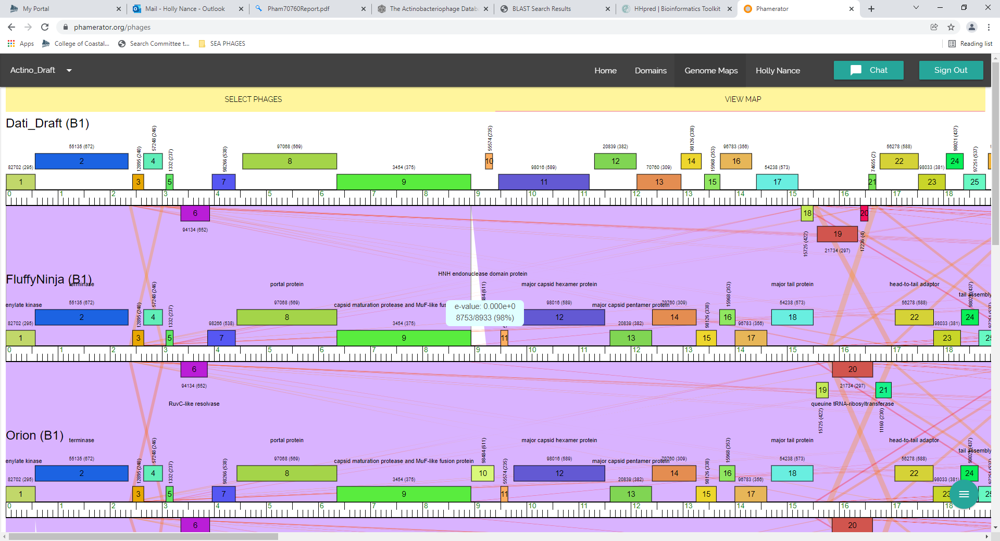 My Portal
Mail - Holly Nance - Outlook
Pham70760Report.pdf
The Actinobacteriophage Datab
BLAST Search Results
HHpred | Bioinformatics Toolkit
Phamerator
phamerator.org/phages
Apps
College of Coastal...
Search Committee t...
SEA PHAGES
Reading list
Actino_Draft
Home
Domains
Genome Maps
Holly Nance
Chat
Sign Out
SELECT PHAGES
VIEW MAP
Dati_Draft (B1)
57248 (246) 55574 (235) 98126 (338) 98021 (437)
55135 (672) 12895 (240) 1332 (237) 98266 (538) 97068 (569) 20839 (382) 15968 (353) 96783 (356) 74655 (2) 56278 (588) 97251 (537)
2 4 8 10 12 14 16 22 24
82702 (295) 3454 (375) 98016 (589) 70760 (309) 54238 (573) 98033 (381)
1 3 5 7 9 11 13 15 17 21 23 25
0 1 2 3 4 5 6 7 8 9 10 11 12 13 14 15 16 17 18
6 18 20
94134 (652) 15725 (422) 19 17236 (4)
21734 (297)
FluffyNinja (B1)
HNH endonuclease domain protein
terminase
portal protein
major capsid hexamer protein
major tail protein
head-to-tail adaptor
tail assembly
enylate kinase
capsid maturation protease and MuF-like fus
major capsid pentamer protein
57248 (246) 484 (611) 15968 (353) 98021 (437)
55135 (672) 12895 (240) 1332 (237) 97068 (569) 98016 (589) 70760 (309) 98126 (338) 54238 (573) 56278 (588) 97251 (537)
e-value: 0.000e+0
8753/8933 (98%)
2 4 8 12 14 16 18 22 24
82702 (295) 98266 (538) 3454 (375) 20839 (382) 96783 (356) 98033 (381)
1 3 5 7 9 11 13 15 17 23 25
0 1 2 3 4 5 6 7 8 9 10 11 12 13 14 15 16 17 18
6 20
94134 (652) 19 21734 (297) 21
RuvC-like resolvase
queuine tRNA-ribosyltransferase
15725 (422) 11160 (230)
Orion (B1)
terminase
portal protein
major capsid hexamer protein
major tail protein
head-to-tail adaptor
tail assembly
enylate kinase
capsid maturation protease and MuF-like fusion protein
major capsid pentamer protein
57248 (246) 98484 (611) 15968 (353) 98021 (437)
55135 (672) 12895 (240) 1332 (237) 98266 (538) 97068 (569) 55574 (235) 98016 (589) 70760 (309) 98126 (338) 54238 (573) 56278 (588) 97251 (537)
2 4 8 10 12 14 16 18 22 24
82702 (295) 3454 (375) 20839 (382) 96783 (356) 98033 (381)
1 3 5 7 9 11 13 15 17 23 25
0 1 2 3 4 5 6 7 8 9 10 11 12 13 14 15 16 17 18
6 20